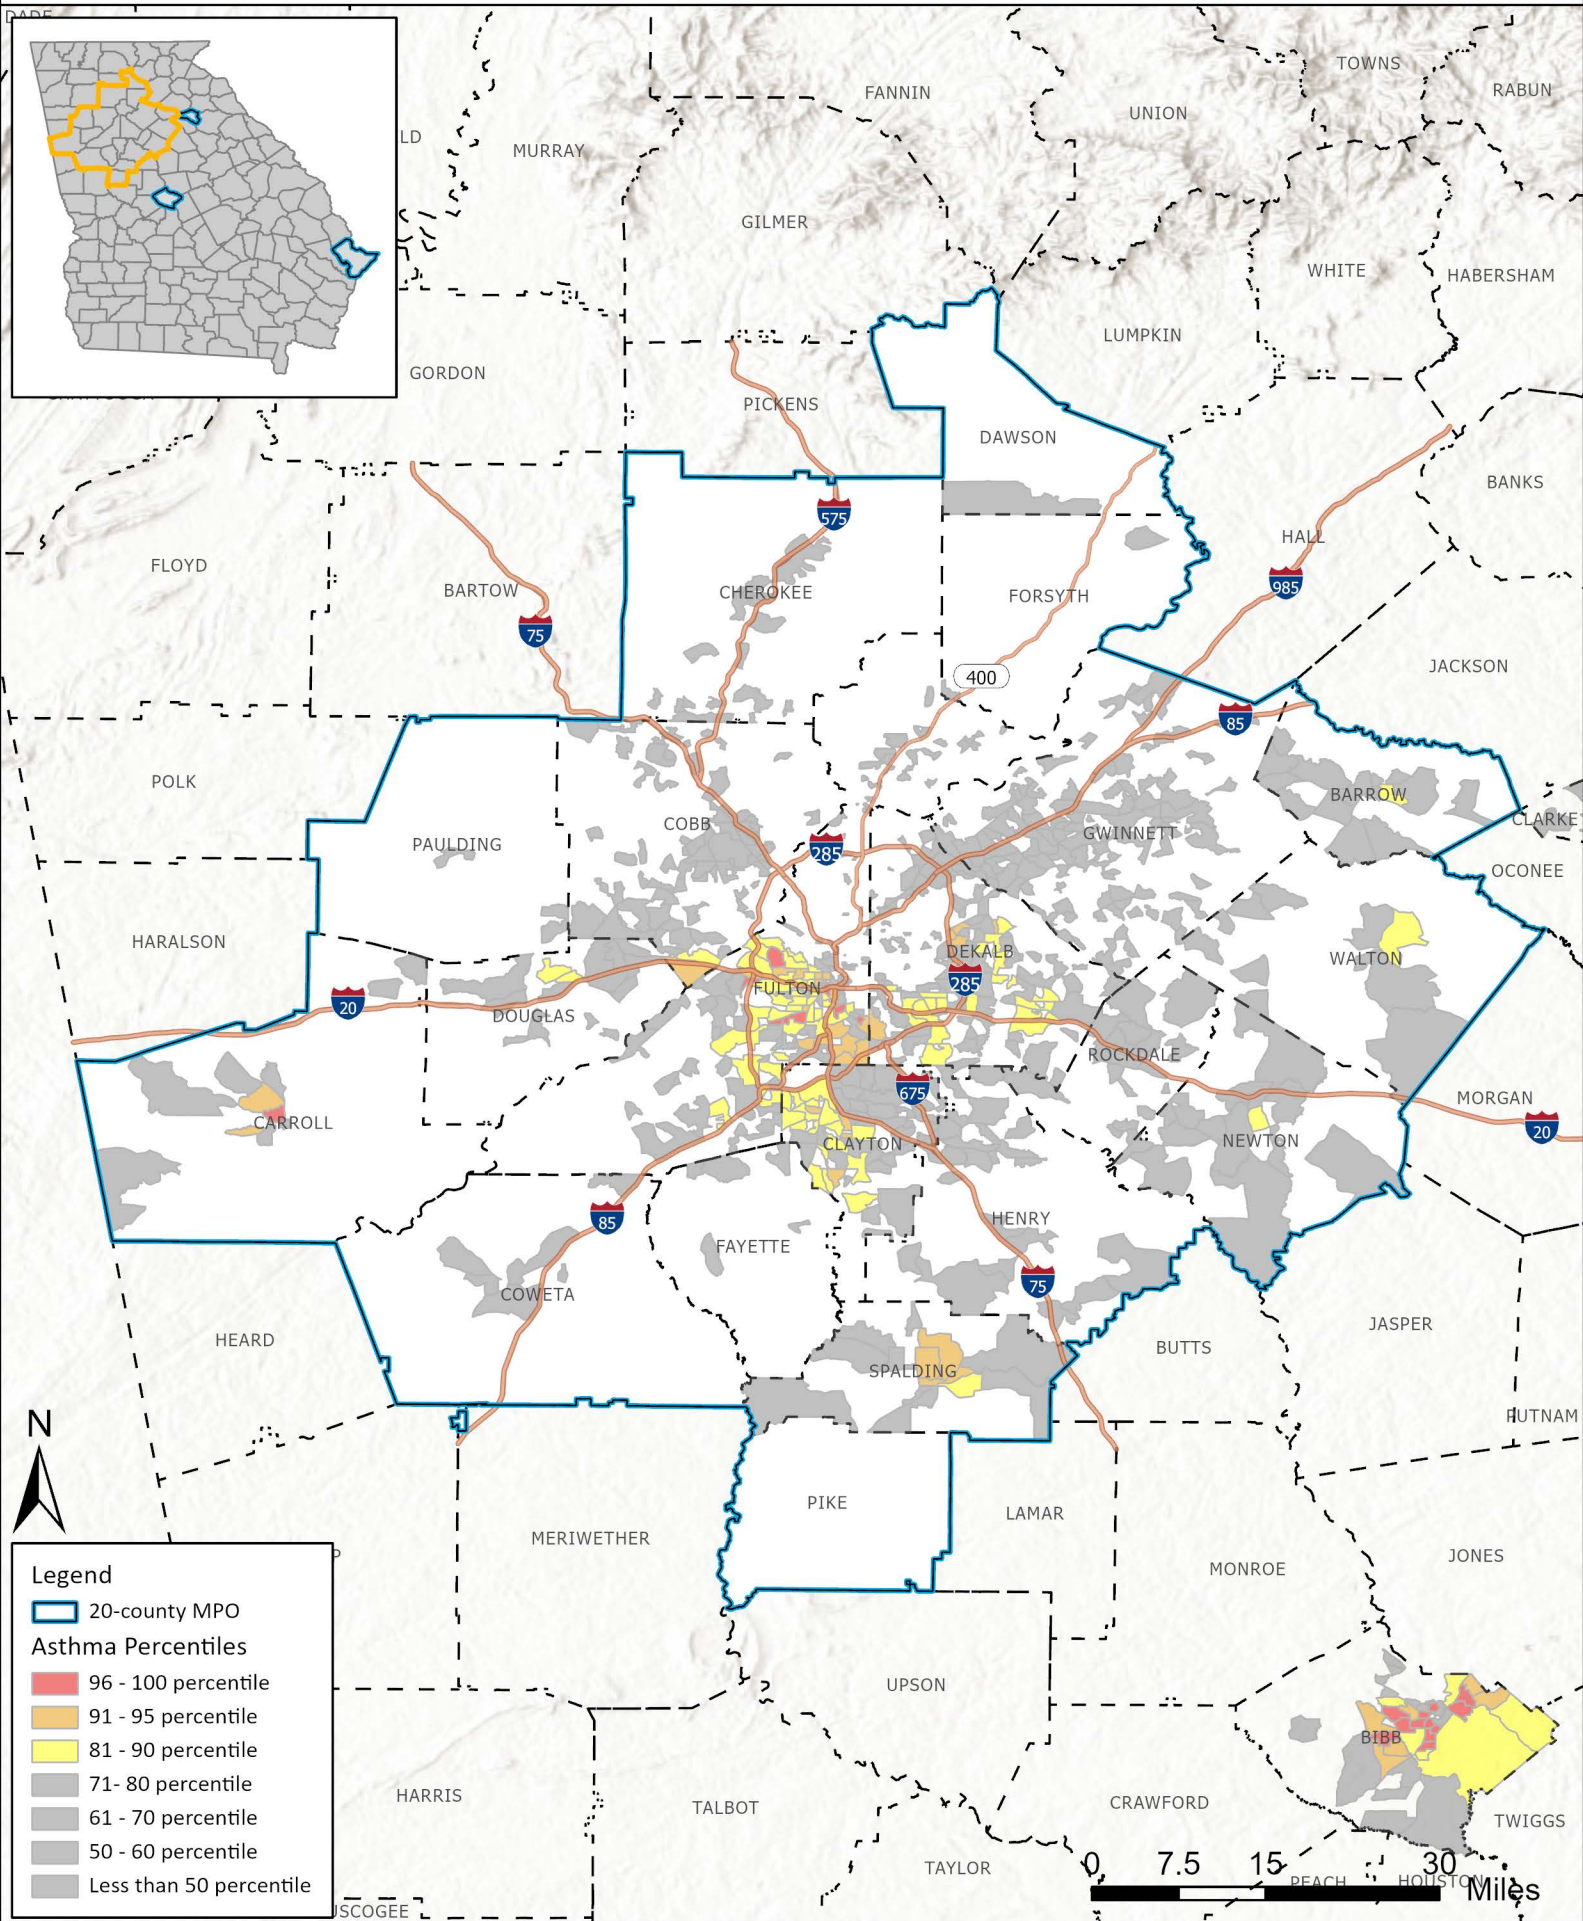 DADE
LD
MURRAY
FANNIN
UNION
TOWNS
RABUN
GILMER
WHITE
HABERSHAM
LUMPKIN
GORDON
PICKENS
DAWSON
BANKS
575
HALL
FLOYD
BARTOW
CHEROKEE
FORSYTH
985
75
JACKSON
400
85
POLK
BARROW
COBB
GWINNETT
CLARKE
PAULDING
285
OCONEE
HARALSON
DEKALB
WALTON
285
FULTON
20
DOUGLAS
ROCKDALE
675
MORGAN
CARROLL
20
CLAYTON
NEWTON
85
HENRY
FAYETTE
75
COWETA
HEARD
JASPER
BUTTS
SPALDING
PUTNAM
N
PIKE
LAMAR
MERIWETHER
JONES
MONROE
UPSON
BIBB
HARRIS
TALBOT
CRAWFORD
TWIGGS
TAYLOR
PEACH
HOUSTON
USCOGEE
0 7.5 15 30
Miles
Legend
20-county MPO
Asthma Percentiles
96 - 100 percentile
91 - 95 percentile
81 - 90 percentile
71- 80 percentile
61 - 70 percentile
50 - 60 percentile
Less than 50 percentile